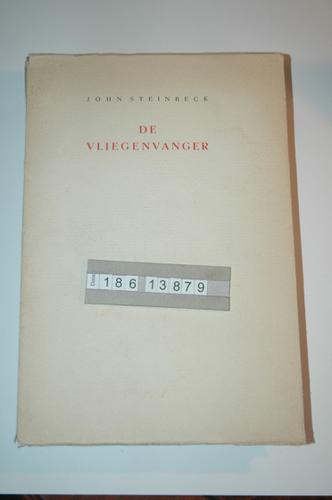 JOHN STEINBECK
DE
VLIEGENVANGER
186 13879